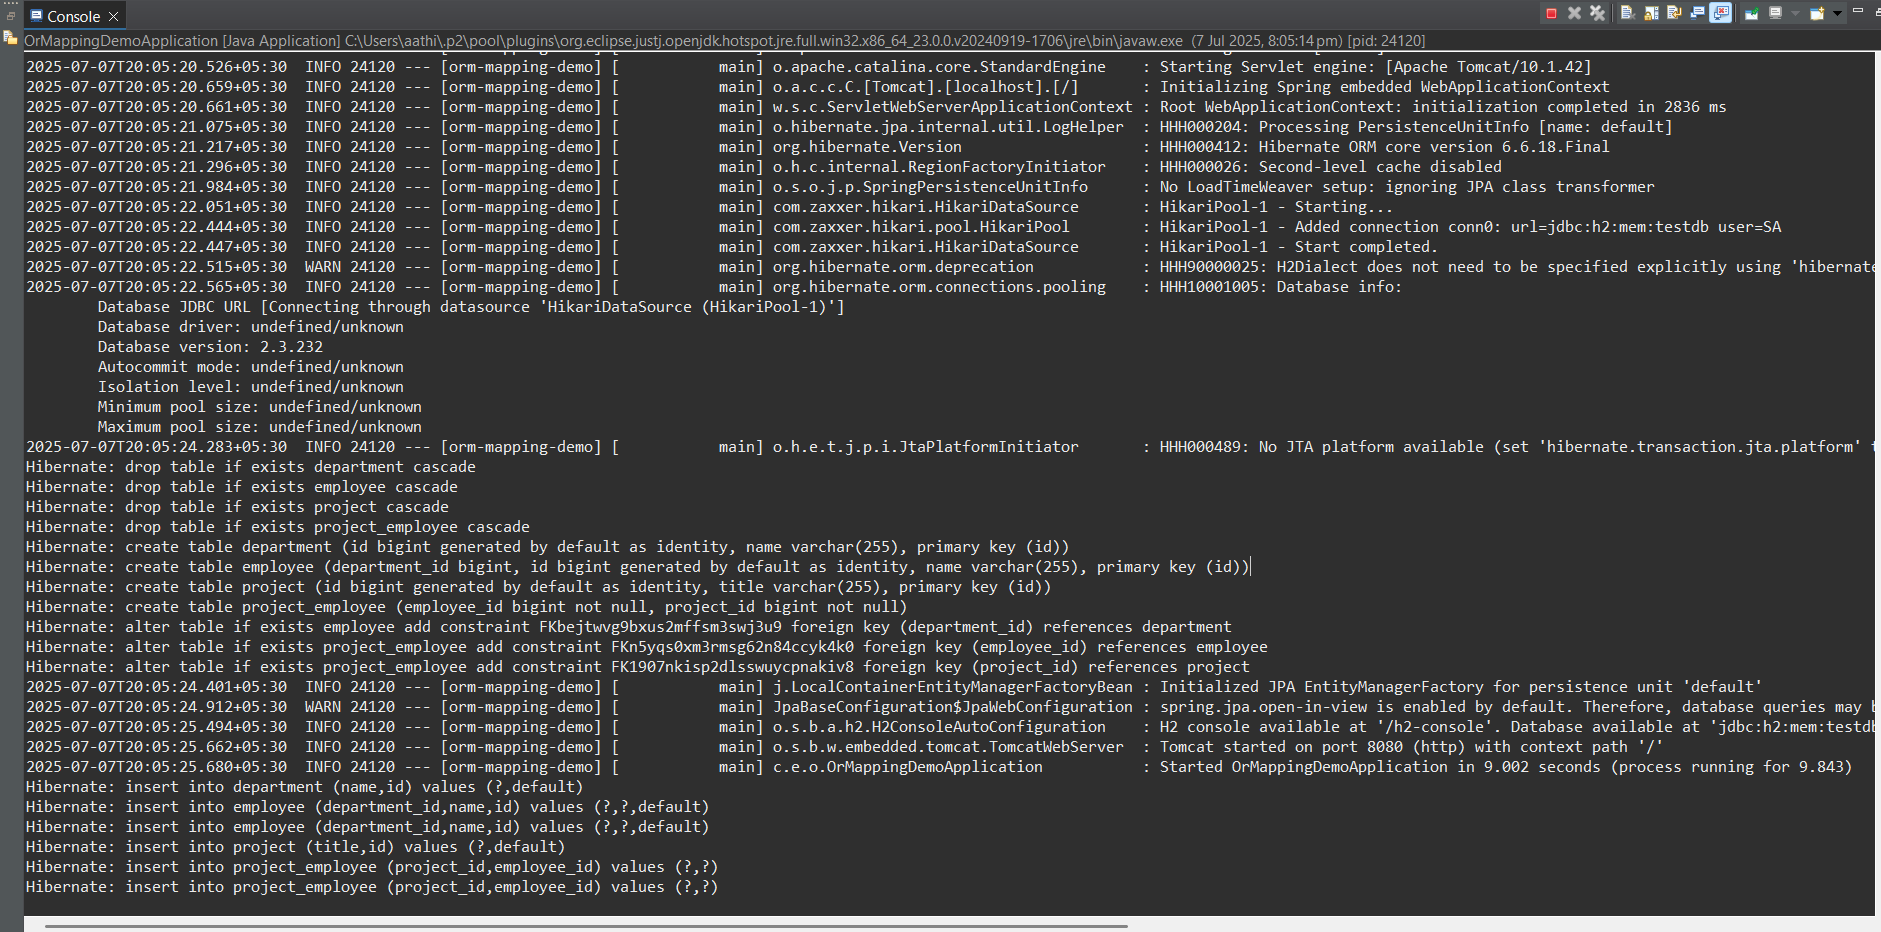 Console
OrMappingDemoApplication [Java Application] C:\Users\aathi\.p2\pool\plugins\org.eclipse.justj.openjdk.hotspot.jre.full.win32.x86_64_23.0.0.v20240919-1706\jre\bin\javaw.exe (7 Jul 2025, 8:05:14 pm) [pid: 24120]
2025-07-07T20:05:20.526+05:30  INFO 24120 --- [orm-mapping-demo] [           main] o.apache.catalina.core.StandardEngine    : Starting Servlet engine: [Apache Tomcat/10.1.42]
2025-07-07T20:05:20.659+05:30  INFO 24120 --- [orm-mapping-demo] [           main] o.a.c.c.C.[Tomcat].[localhost].[/]       : Initializing Spring embedded WebApplicationContext
2025-07-07T20:05:20.661+05:30  INFO 24120 --- [orm-mapping-demo] [           main] w.s.c.ServletWebServerApplicationContext : Root WebApplicationContext: initialization completed in 2836 ms
2025-07-07T20:05:21.075+05:30  INFO 24120 --- [orm-mapping-demo] [           main] o.hibernate.jpa.internal.util.LogHelper  : HHH000204: Processing PersistenceUnitInfo [name: default]
2025-07-07T20:05:21.217+05:30  INFO 24120 --- [orm-mapping-demo] [           main] org.hibernate.Version                    : HHH000412: Hibernate ORM core version 6.6.18.Final
2025-07-07T20:05:21.296+05:30  INFO 24120 --- [orm-mapping-demo] [           main] o.h.c.internal.RegionFactoryInitiator    : HHH000026: Second-level cache disabled
2025-07-07T20:05:21.984+05:30  INFO 24120 --- [orm-mapping-demo] [           main] o.s.o.j.p.SpringPersistenceUnitInfo      : No LoadTimeWeaver setup: ignoring JPA class transformer
2025-07-07T20:05:22.051+05:30  INFO 24120 --- [orm-mapping-demo] [           main] com.zaxxer.hikari.HikariDataSource       : HikariPool-1 - Starting...
2025-07-07T20:05:22.444+05:30  INFO 24120 --- [orm-mapping-demo] [           main] com.zaxxer.hikari.pool.HikariPool        : HikariPool-1 - Added connection conn0: url=jdbc:h2:mem:testdb user=SA
2025-07-07T20:05:22.447+05:30  INFO 24120 --- [orm-mapping-demo] [           main] com.zaxxer.hikari.HikariDataSource       : HikariPool-1 - Start completed.
2025-07-07T20:05:22.515+05:30  WARN 24120 --- [orm-mapping-demo] [           main] org.hibernate.orm.deprecation            : HHH90000025: H2Dialect does not need to be specified explicitly using 'hibernate
2025-07-07T20:05:22.565+05:30  INFO 24120 --- [orm-mapping-demo] [           main] org.hibernate.orm.connections.pooling    : HHH10001005: Database info:
Database JDBC URL [Connecting through datasource 'HikariDataSource (HikariPool-1)']
Database driver: undefined/unknown
Database version: 2.3.232
Autocommit mode: undefined/unknown
Isolation level: undefined/unknown
Minimum pool size: undefined/unknown
Maximum pool size: undefined/unknown
2025-07-07T20:05:24.283+05:30  INFO 24120 --- [orm-mapping-demo] [           main] o.h.e.t.j.p.i.JtaPlatformInitiator       : HHH000489: No JTA platform available (set 'hibernate.transaction.jta.platform'
Hibernate: drop table if exists department cascade
Hibernate: drop table if exists employee cascade
Hibernate: drop table if exists project cascade
Hibernate: drop table if exists project_employee cascade
Hibernate: create table department (id bigint generated by default as identity, name varchar(255), primary key (id))
Hibernate: create table employee (department_id bigint, id bigint generated by default as identity, name varchar(255), primary key (id))
Hibernate: create table project (id bigint generated by default as identity, title varchar(255), primary key (id))
Hibernate: create table project_employee (employee_id bigint not null, project_id bigint not null)
Hibernate: alter table if exists employee add constraint FKbejtwvg9bxus2mffsm3swj3u9 foreign key (department_id) references department
Hibernate: alter table if exists project_employee add constraint FKn5yqs0xm3rmsg62n84ccyk4k0 foreign key (employee_id) references employee
Hibernate: alter table if exists project_employee add constraint FK1907nkisp2dlsswuycpnakiv8 foreign key (project_id) references project
2025-07-07T20:05:24.401+05:30  INFO 24120 --- [orm-mapping-demo] [           main] j.LocalContainerEntityManagerFactoryBean : Initialized JPA EntityManagerFactory for persistence unit 'default'
2025-07-07T20:05:24.912+05:30  WARN 24120 --- [orm-mapping-demo] [           main] JpaBaseConfiguration$JpaWebConfiguration : spring.jpa.open-in-view is enabled by default. Therefore, database queries may
2025-07-07T20:05:25.494+05:30  INFO 24120 --- [orm-mapping-demo] [           main] o.s.b.a.h2.H2ConsoleAutoConfiguration    : H2 console available at '/h2-console'. Database available at 'jdbc:h2:mem:testdb
2025-07-07T20:05:25.662+05:30  INFO 24120 --- [orm-mapping-demo] [           main] o.s.b.w.embedded.tomcat.TomcatWebServer  : Tomcat started on port 8080 (http) with context path '/'
2025-07-07T20:05:25.680+05:30  INFO 24120 --- [orm-mapping-demo] [           main] c.e.o.OrMappingDemoApplication           : Started OrMappingDemoApplication in 9.002 seconds (process running for 9.843)
Hibernate: insert into department (name,id) values (?,default)
Hibernate: insert into employee (department_id,name,id) values (?,?,default)
Hibernate: insert into employee (department_id,name,id) values (?,?,default)
Hibernate: insert into project (title,id) values (?,default)
Hibernate: insert into project_employee (project_id,employee_id) values (?,?)
Hibernate: insert into project_employee (project_id,employee_id) values (?,?)